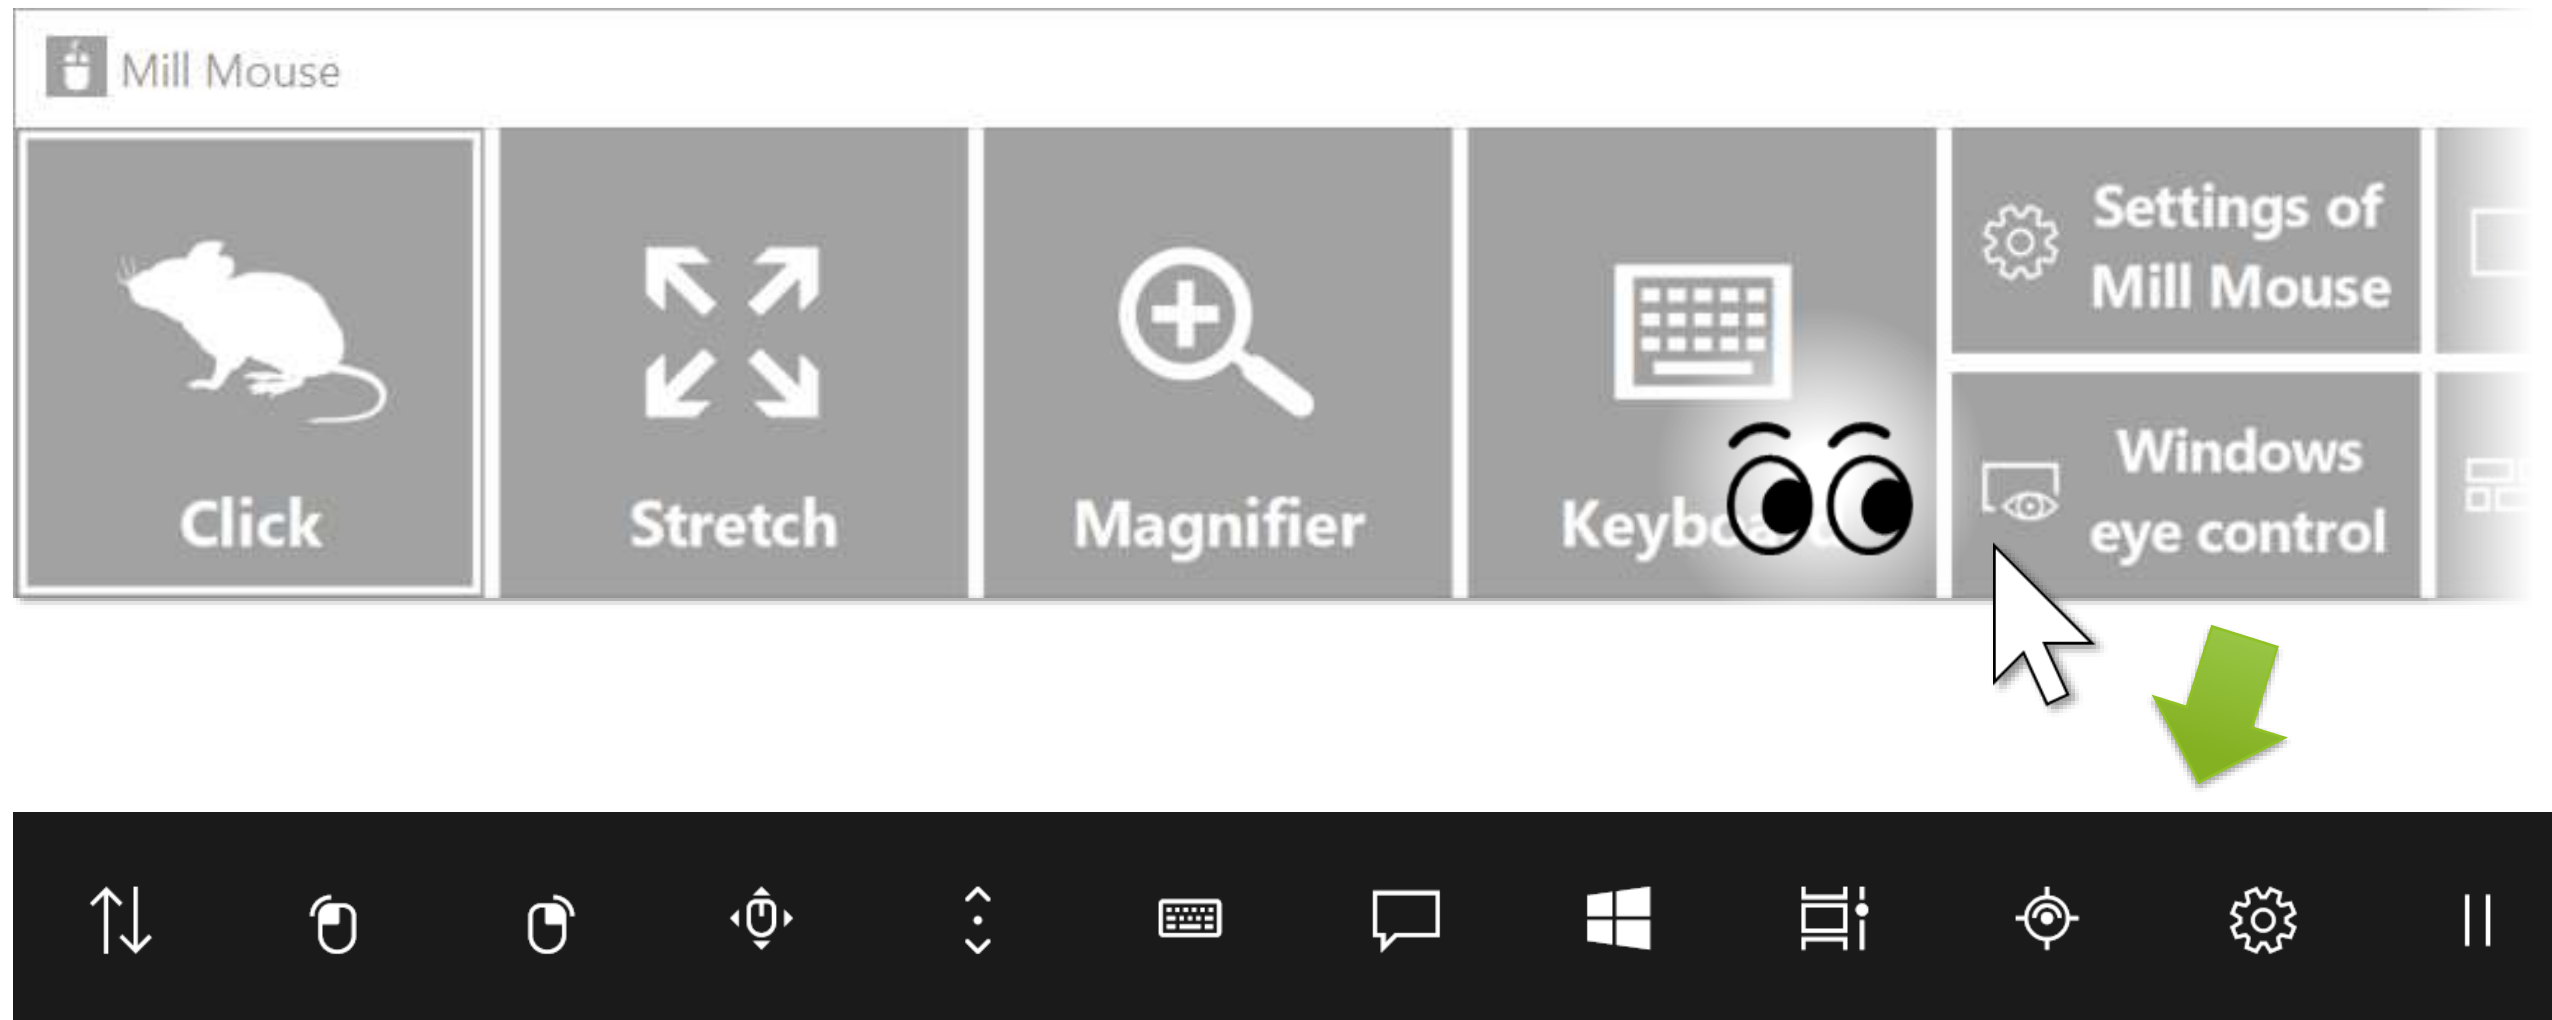 Mill Mouse
Click
Stretch
Magnifier
Settings of
Mill Mouse
Windows
eye control